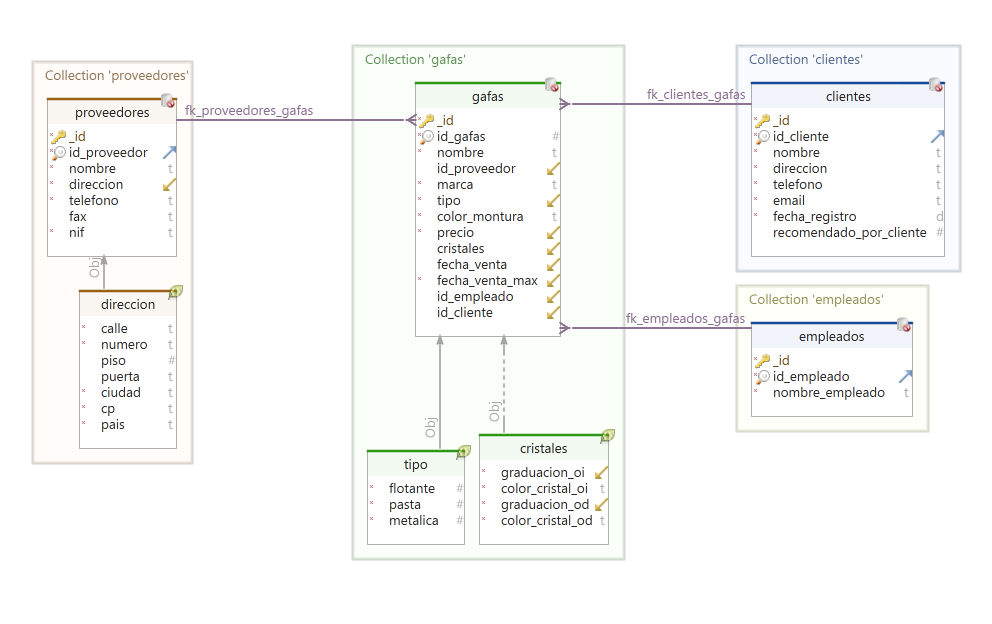 Collection 'proveedores'
proveedores
_id
id_proveedor
nombre t
direccion
telefono t
fax t
nif t
Obj
direccion
calle t
numero t
piso #
puerta t
ciudad t
cp t
pais t
fk_proveedores_gafas
Collection 'gafas'
gafas
_id
id_gafas #
nombre t
id_proveedor
marca t
tipo
color_montura t
precio
cristales
fecha_venta
fecha_venta_max
id_empleado
id_cliente
Obj
Obj
tipo
flotante #
pasta #
metalica #
cristales
graduacion_oi
color_cristal_oi t
graduacion_od
color_cristal_od t
fk_clientes_gafas
Collection 'clientes'
clientes
_id
id_cliente
nombre t
direccion t
telefono t
email t
fecha_registro d
recomendado_por_cliente #
fk_empleados_gafas
Collection 'empleados'
empleados
_id
id_empleado
nombre_empleado t